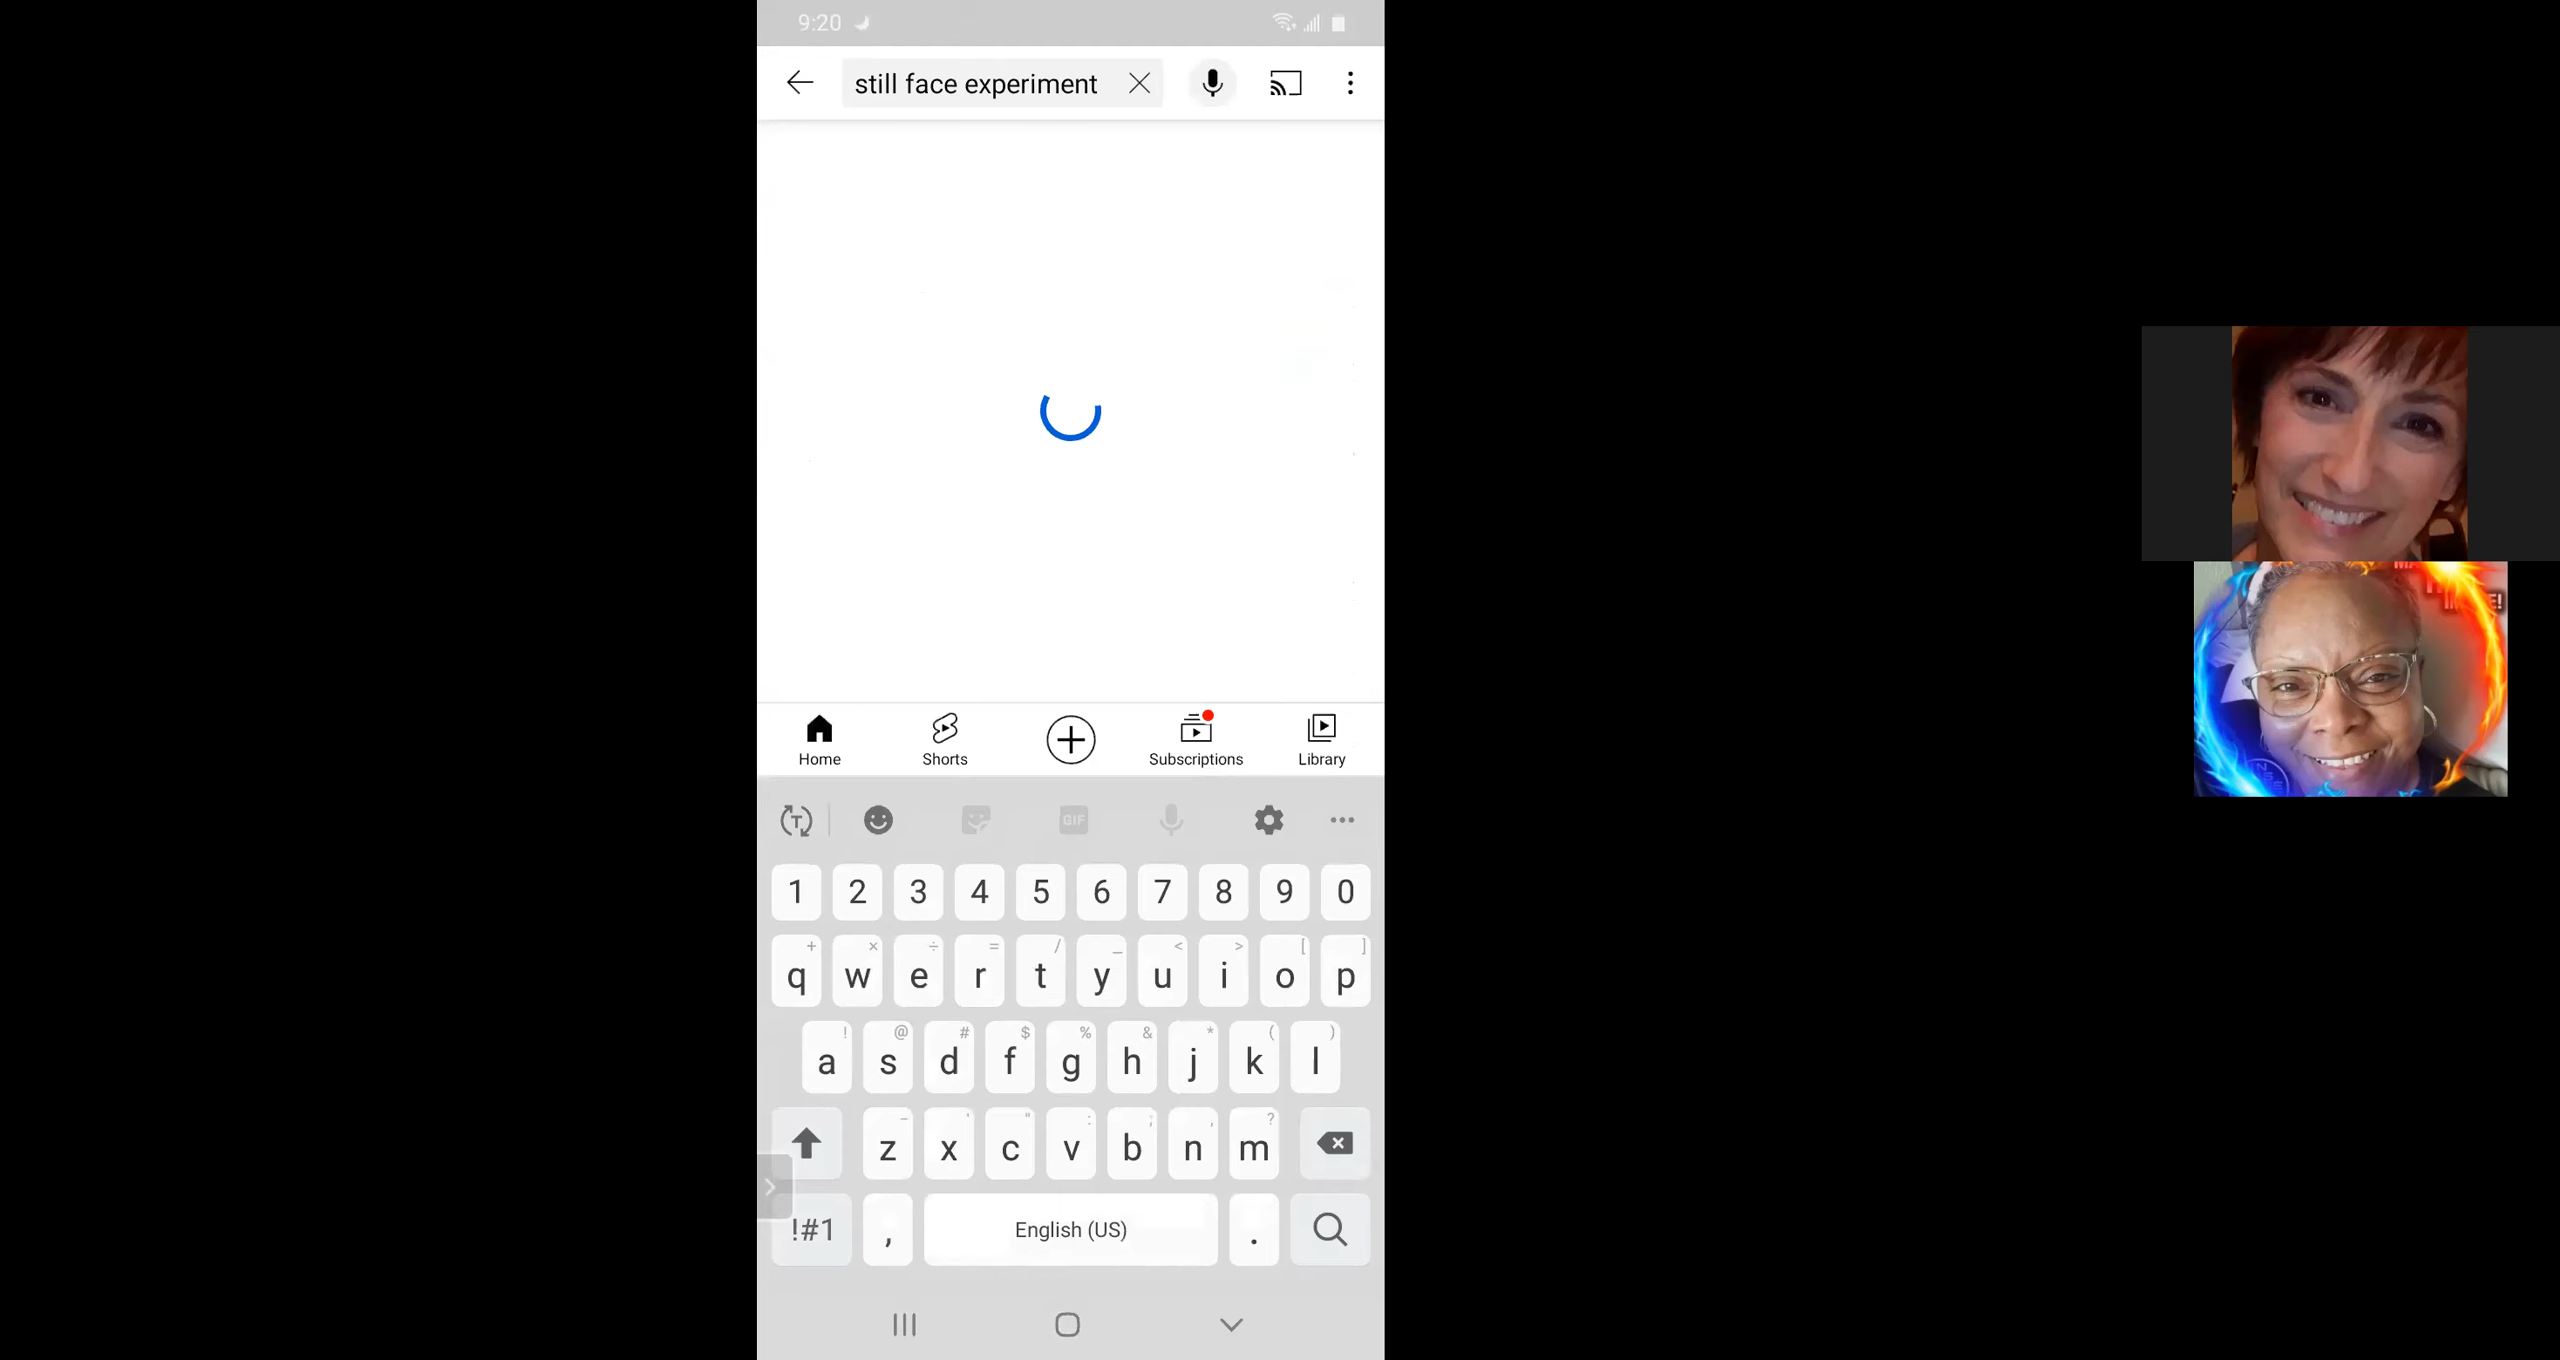 9:20
still face experiment
Home
Shorts
Subscriptions
Library
T
GIF
1 2 3 4 5 6 7 8 9 0
+ × ÷ = / _ < > [ ]
q w e r t y u i o p
! @ # $ % & * ( )
a s d f g h j k l
- ' " : ; , ?
z x c v b n m
!#1 , English (US) .